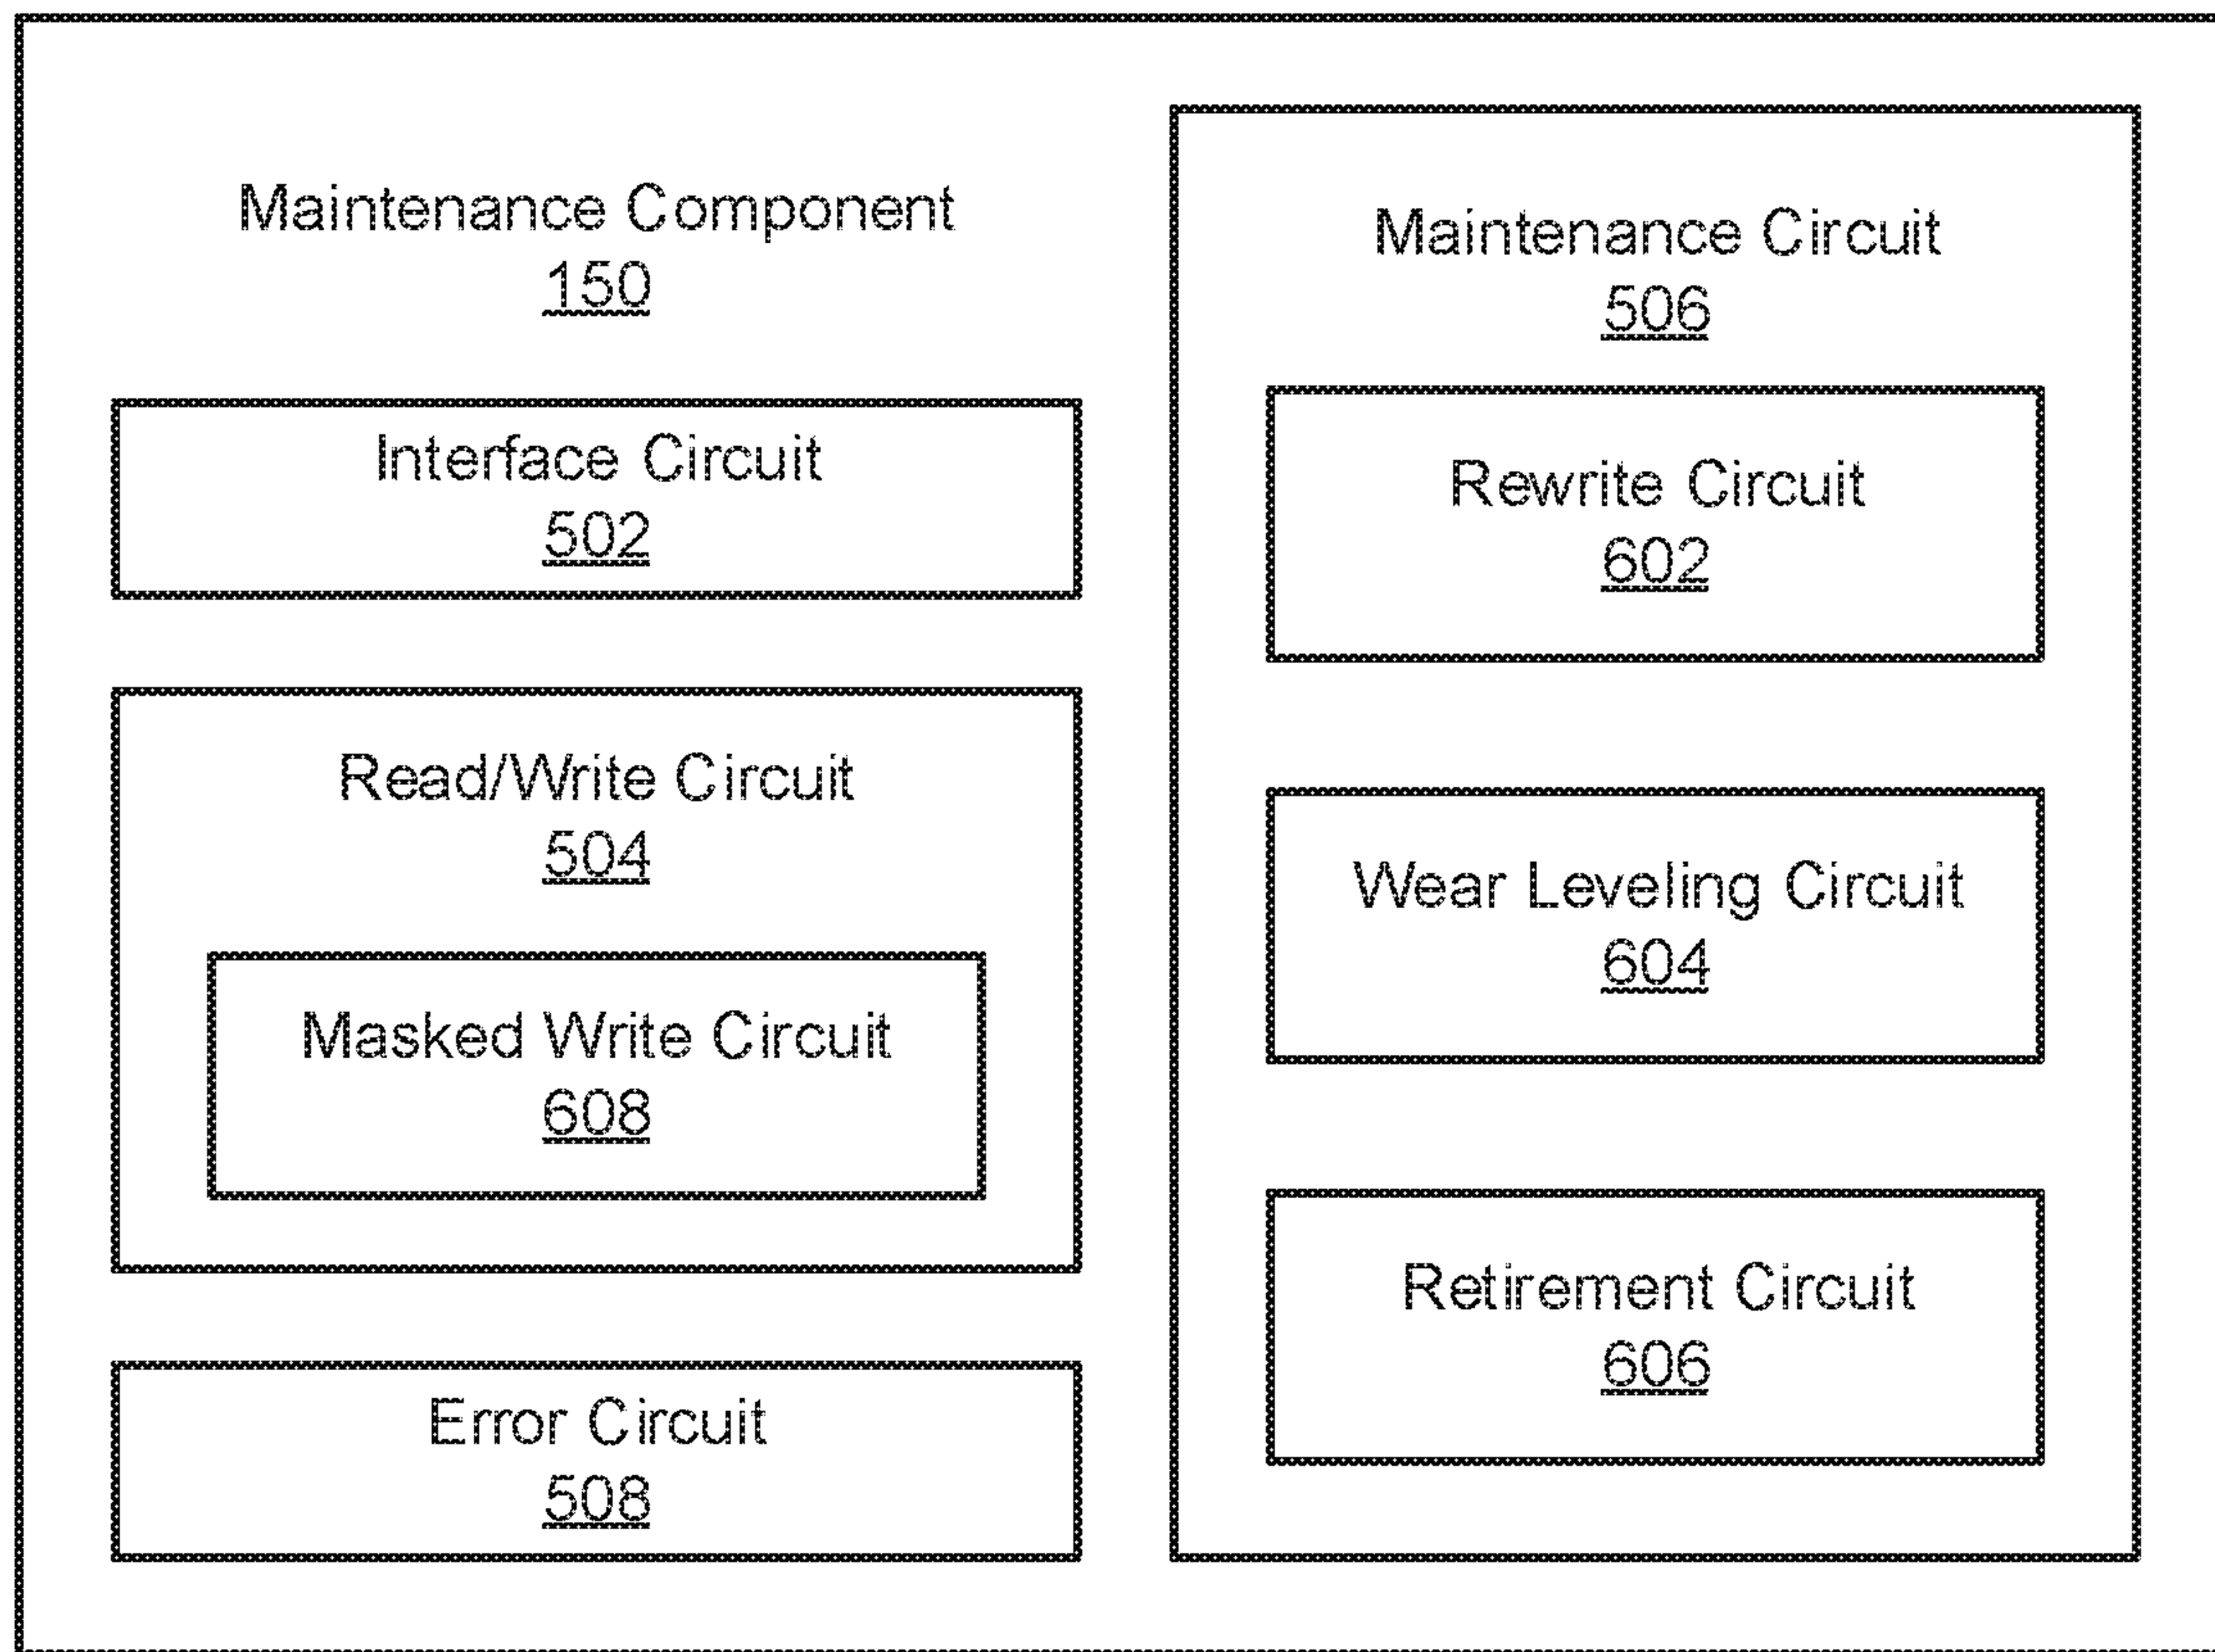 Maintenance Component
150
Interface Circuit
502
Read/Write Circuit
504
Masked Write Circuit
608
Error Circuit
508
Maintenance Circuit
506
Rewrite Circuit
602
Wear Leveling Circuit
604
Retirement Circuit
606